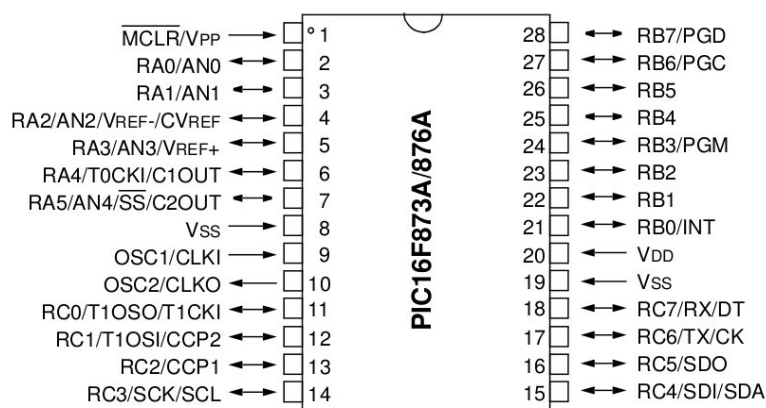 MCLR/VPP 1 28 RB7/PGD
RA0/AN0 2 27 RB6/PGC
RA1/AN1 3 26 RB5
RA2/AN2/VREF-/CVREF 4 25 RB4
RA3/AN3/VREF+ 5 24 RB3/PGM
RA4/T0CKI/C1OUT 6 23 RB2
RA5/AN4/SS/C2OUT 7 22 RB1
VSS 8 21 RB0/INT
OSC1/CLKI 9 20 VDD
OSC2/CLKO 10 19 VSS
RC0/T1OSO/T1CKI 11 18 RC7/RX/DT
RC1/T1OSI/CCP2 12 17 RC6/TX/CK
RC2/CCP1 13 16 RC5/SDO
RC3/SCK/SCL 14 15 RC4/SDI/SDA
PIC16F873A/876A